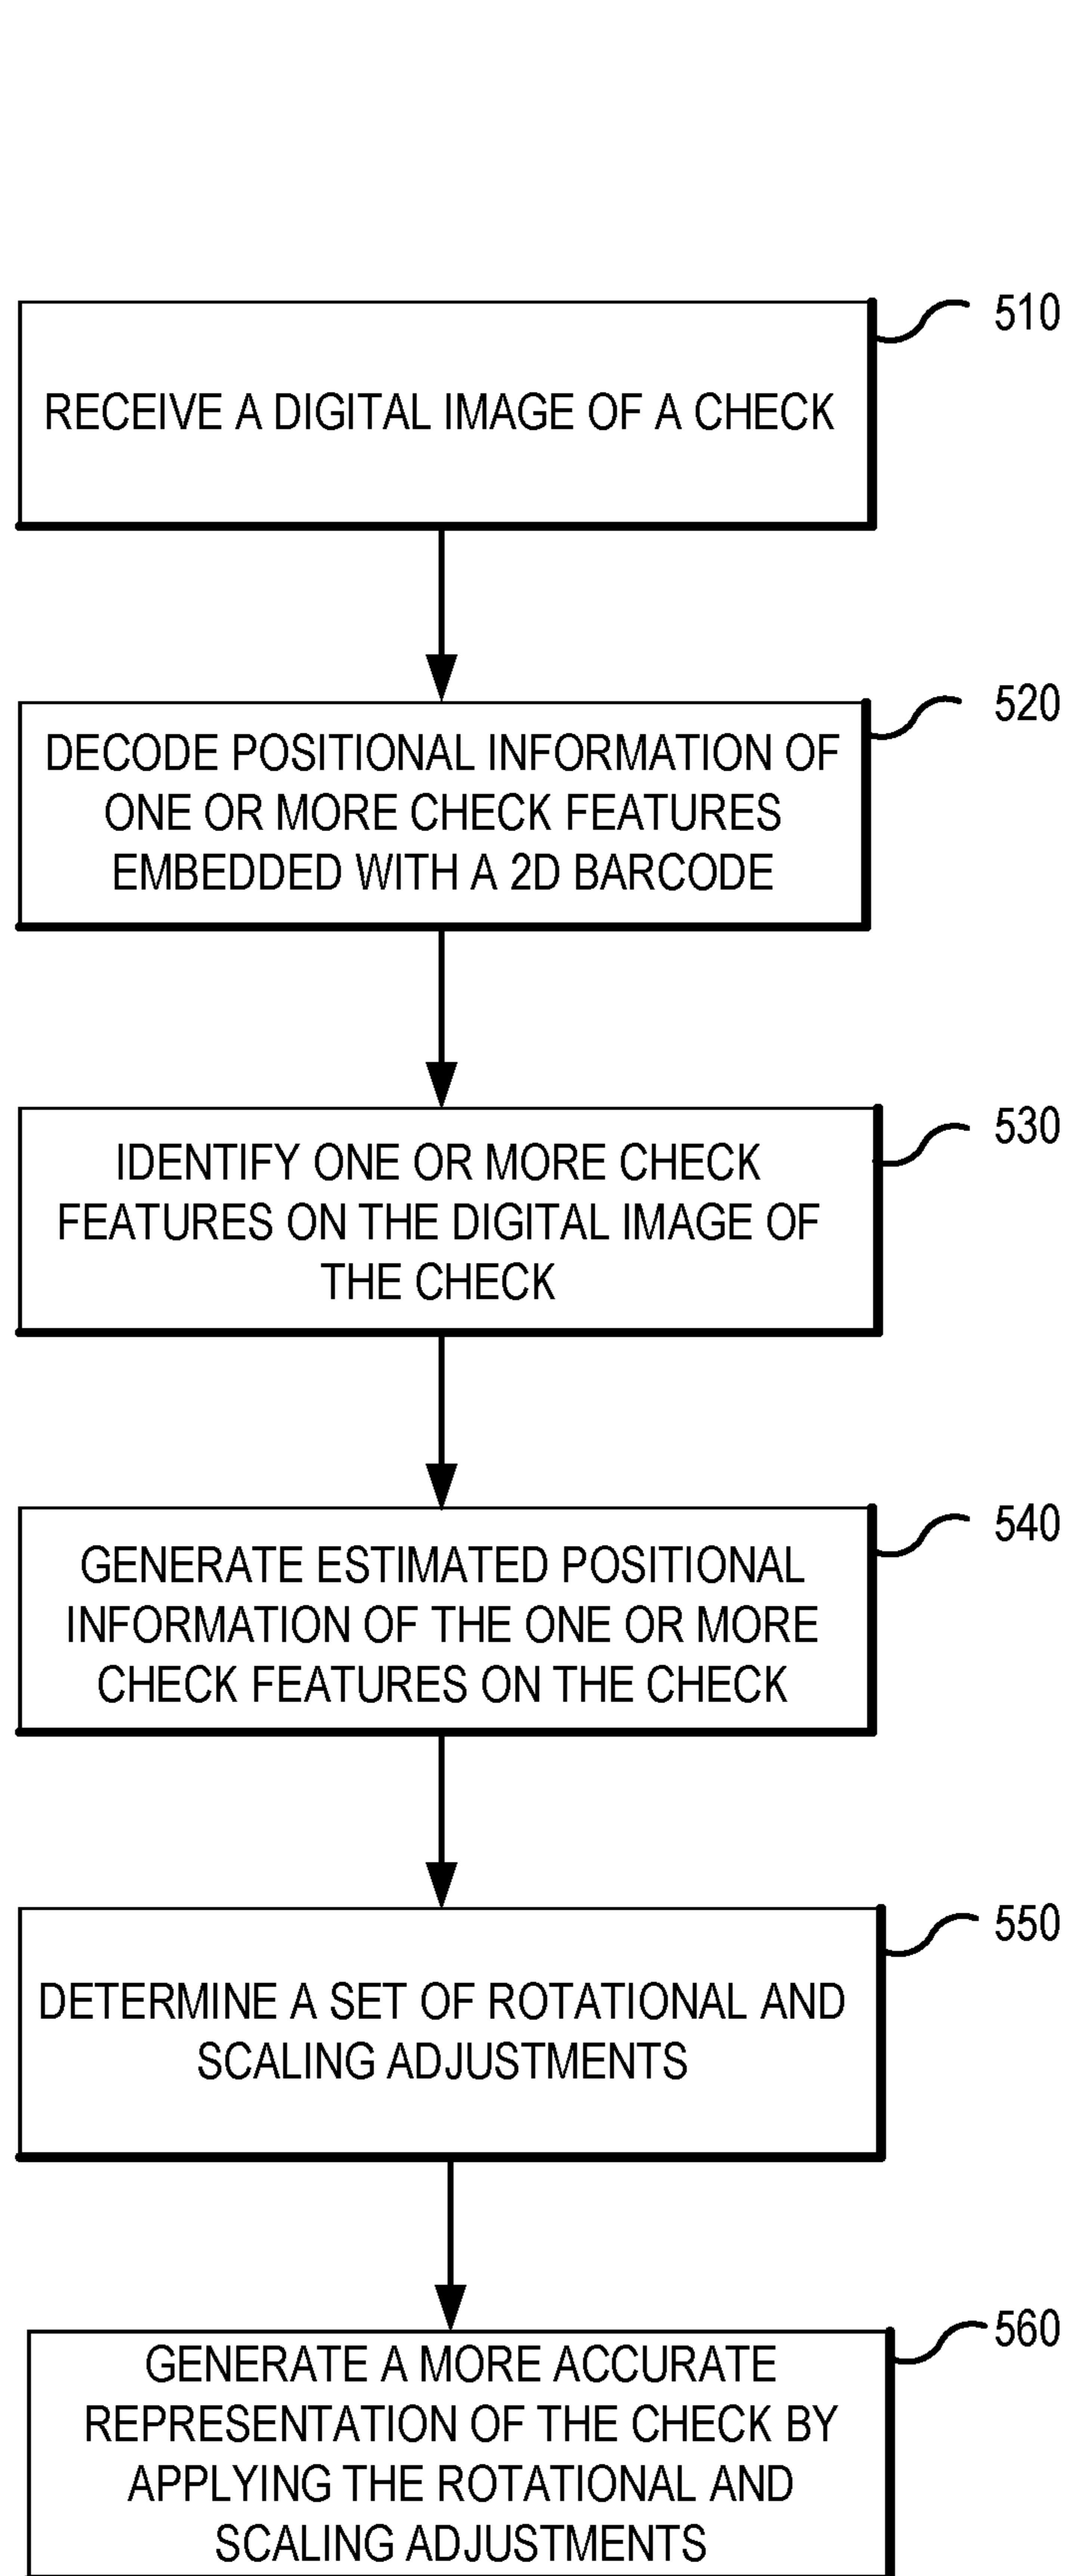 510
RECEIVE A DIGITAL IMAGE OF A CHECK
520
DECODE POSITIONAL INFORMATION OF
ONE OR MORE CHECK FEATURES
EMBEDDED WITH A 2D BARCODE
530
IDENTIFY ONE OR MORE CHECK
FEATURES ON THE DIGITAL IMAGE OF
THE CHECK
540
GENERATE ESTIMATED POSITIONAL
INFORMATION OF THE ONE OR MORE
CHECK FEATURES ON THE CHECK
550
DETERMINE A SET OF ROTATIONAL AND
SCALING ADJUSTMENTS
560
GENERATE A MORE ACCURATE
REPRESENTATION OF THE CHECK BY
APPLYING THE ROTATIONAL AND
SCALING ADJUSTMENTS